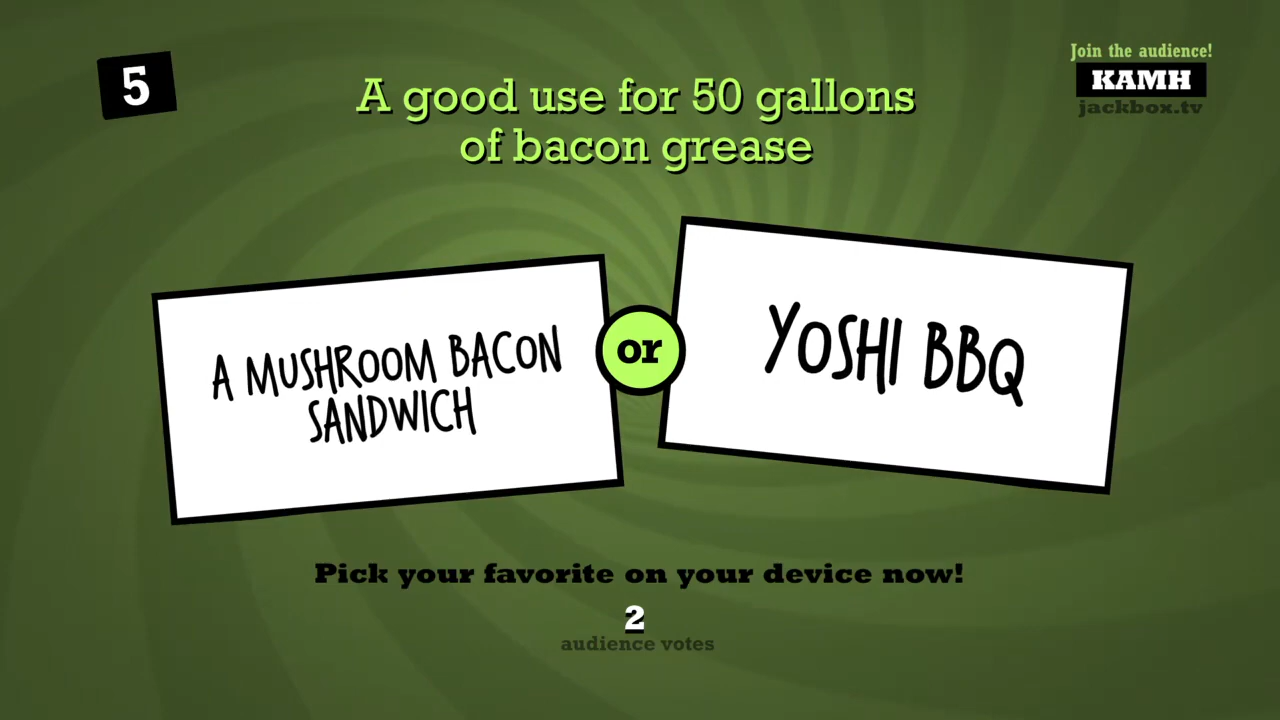 5
Join the audience!
KAMH
jackbox.tv
A good use for 50 gallons
of bacon grease
A MUSHROOM BACON
SANDWICH
or
YOSHI BBQ
Pick your favorite on your device now!
2
audience votes